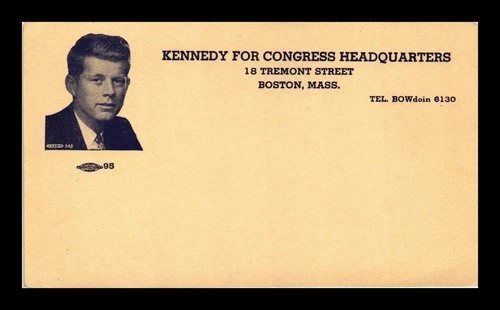 KENNEDY FOR CONGRESS HEADQUARTERS
18 TREMONT STREET
BOSTON, MASS.
TEL. BOWdoin 6130
95